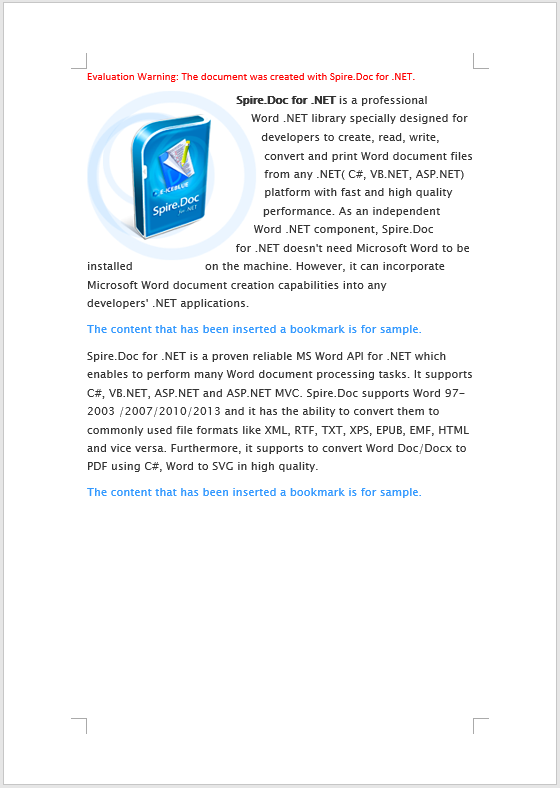 Evaluation Warning: The document was created with Spire.Doc for .NET.
Spire.Doc for .NET is a professional
Word .NET library specially designed for
developers to create, read, write,
convert and print Word document files
from any .NET( C#, VB.NET, ASP.NET)
platform with fast and high quality
performance. As an independent
Word .NET component, Spire.Doc
for .NET doesn't need Microsoft Word to be
installed on the machine. However, it can incorporate
Microsoft Word document creation capabilities into any
developers' .NET applications.
E-ICEBLUE
Spire.Doc
for .NET
The content that has been inserted a bookmark is for sample.
Spire.Doc for .NET is a proven reliable MS Word API for .NET which
enables to perform many Word document processing tasks. It supports
C#, VB.NET, ASP.NET and ASP.NET MVC. Spire.Doc supports Word 97-
2003 /2007/2010/2013 and it has the ability to convert them to
commonly used file formats like XML, RTF, TXT, XPS, EPUB, EMF, HTML
and vice versa. Furthermore, it supports to convert Word Doc/Docx to
PDF using C#, Word to SVG in high quality.
The content that has been inserted a bookmark is for sample.